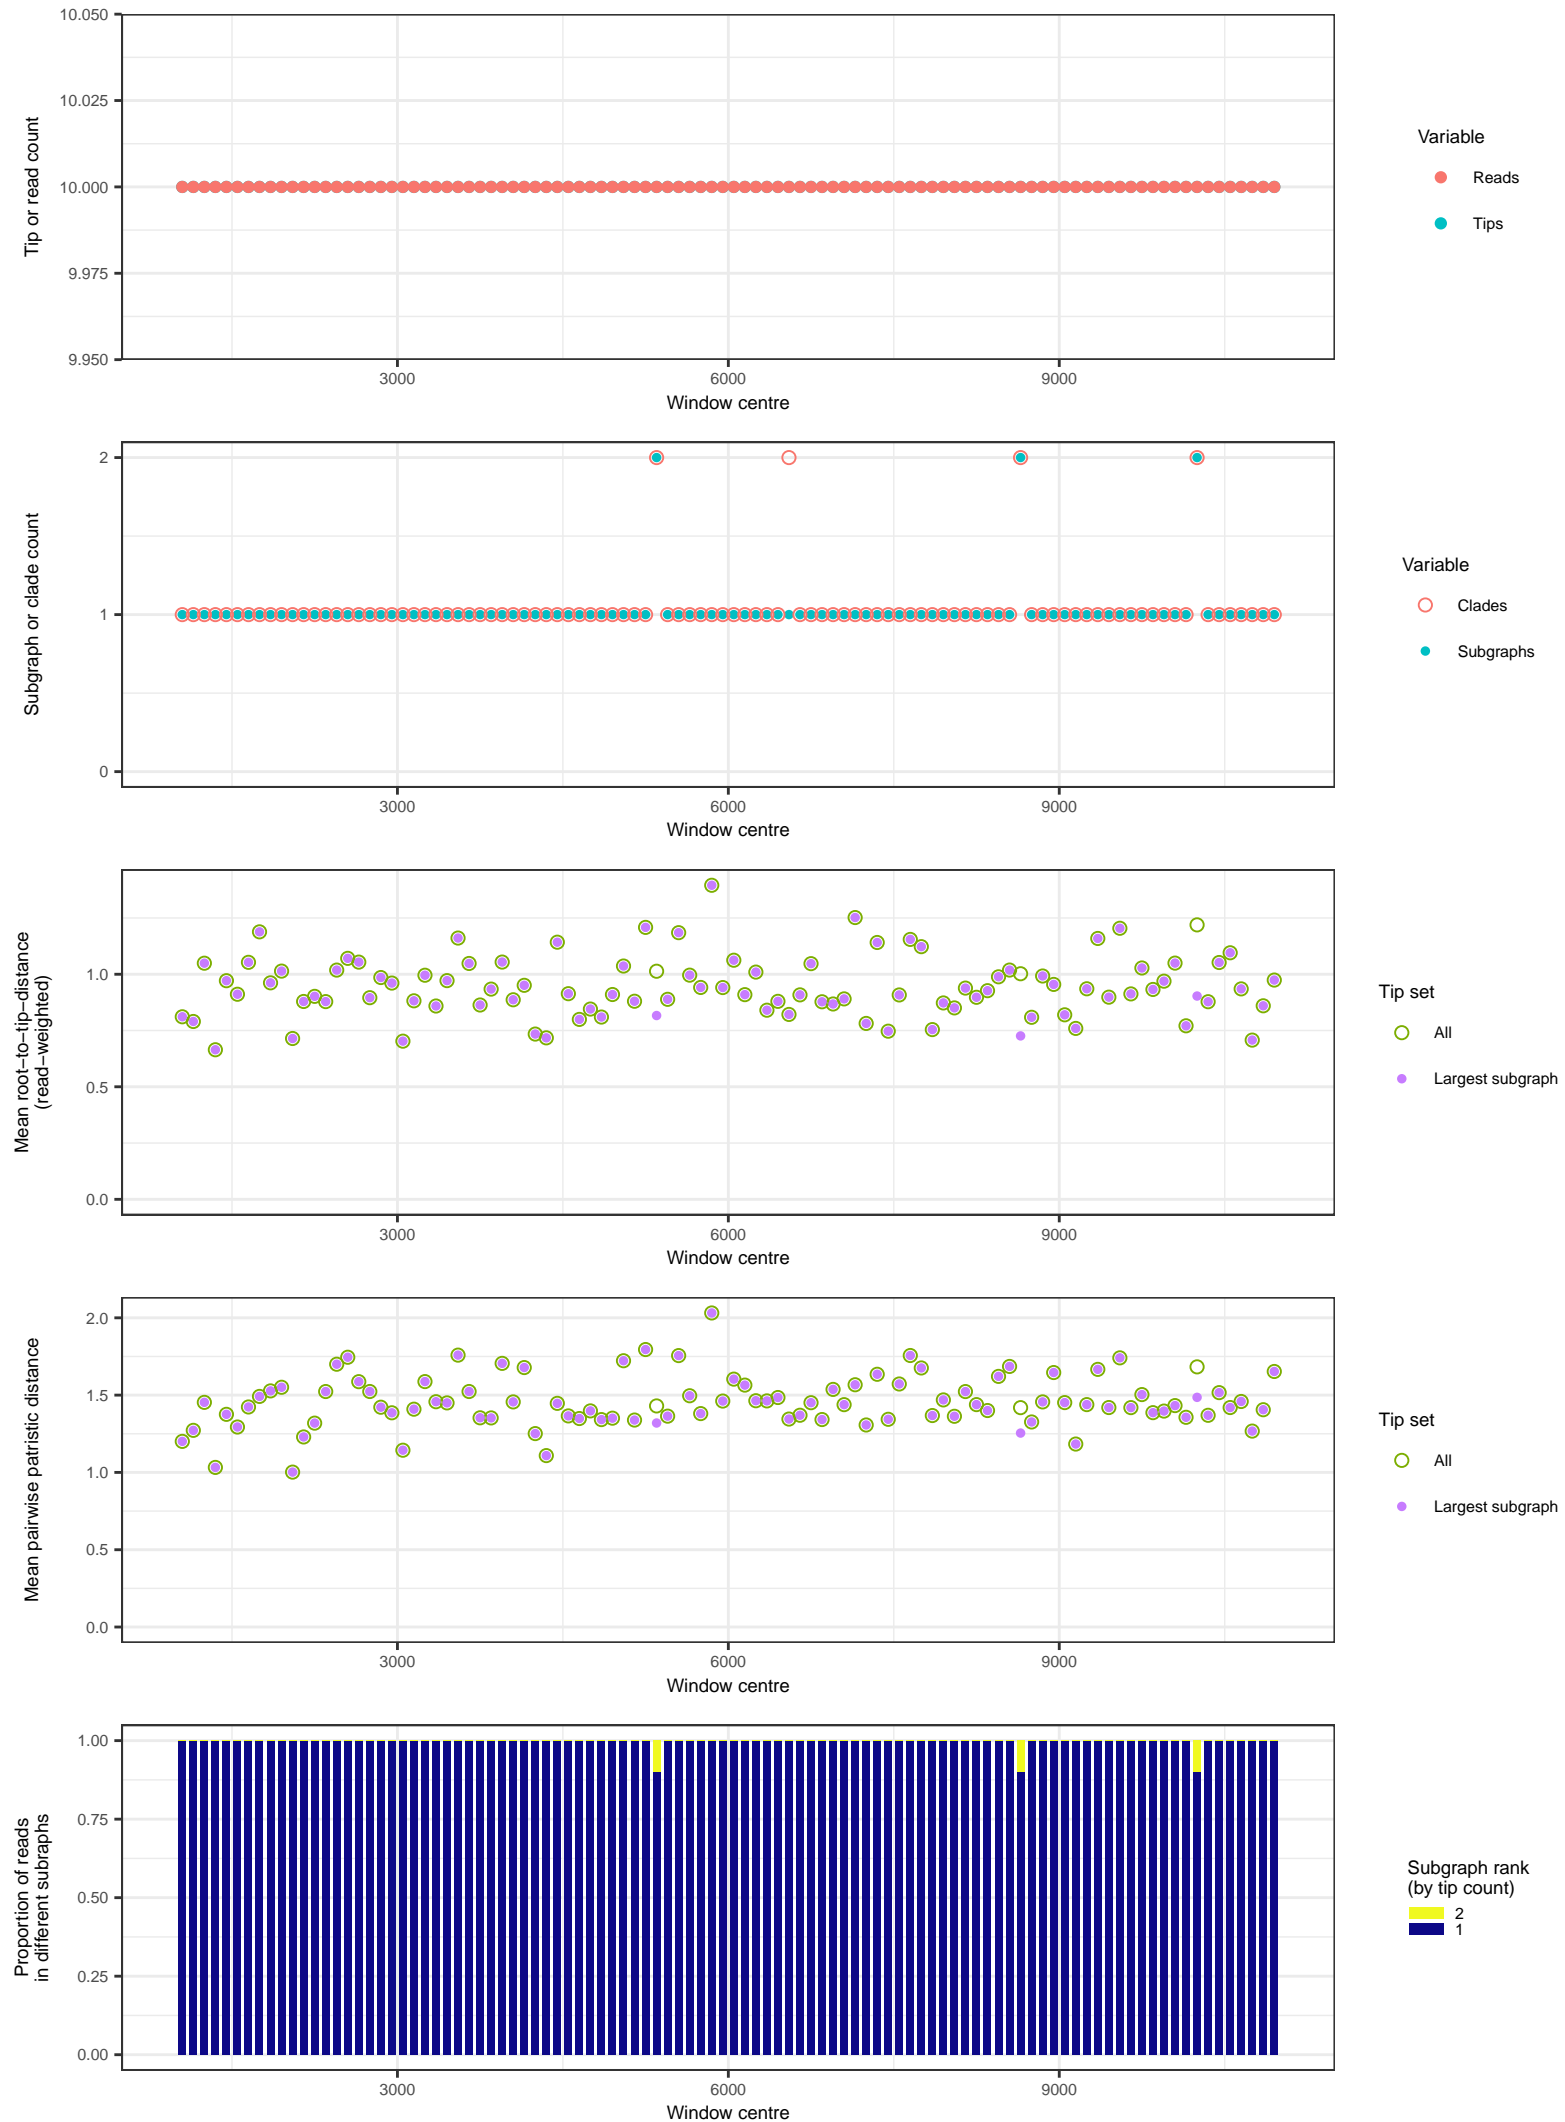 10.050
10.025
10.000
9.975
9.950
Tip or read count
3000
6000
9000
Window centre
Variable
Reads
Tips
2
1
0
Subgraph or clade count
3000
6000
9000
Window centre
Variable
Clades
Subgraphs
1.0
0.5
0.0
Mean root−to−tip−distance
(read−weighted)
3000
6000
9000
Window centre
Tip set
All
Largest subgraph
2.0
1.5
1.0
0.5
0.0
Mean pairwise patristic distance
3000
6000
9000
Window centre
Tip set
All
Largest subgraph
1.00
0.75
0.50
0.25
0.00
Proportion of reads
in different subraphs
3000
6000
9000
Window centre
Subgraph rank
(by tip count)
2
1